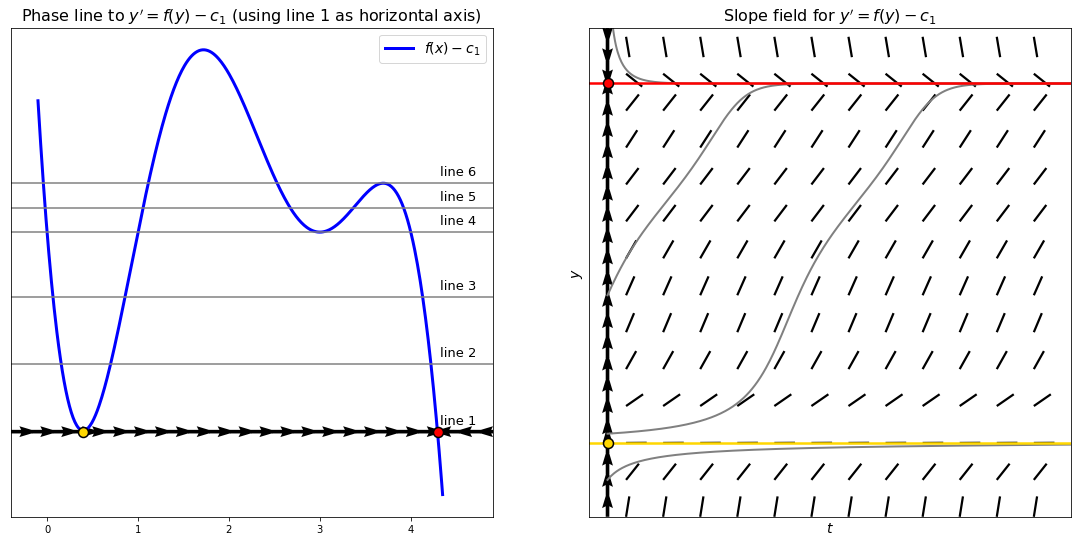 Phase line to y′ = f(y) − c₁ (using line 1 as horizontal axis)
f(x) − c₁
line 6
line 5
line 4
line 3
line 2
line 1
0 1 2 3 4
Slope field for y′ = f(y) − c₁
y
t